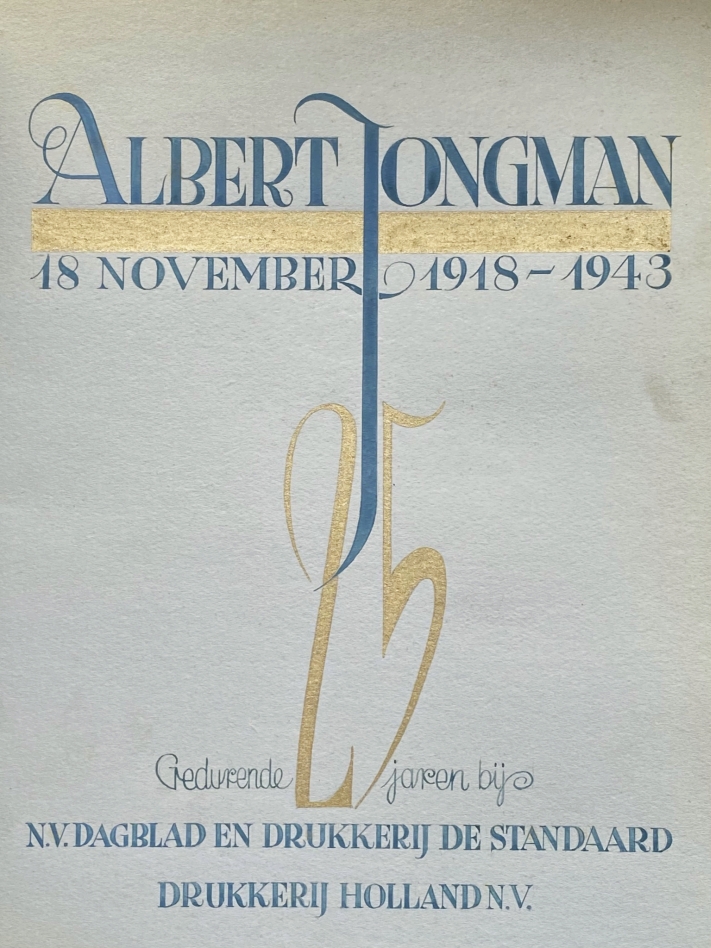 ALBERT JONGMAN
18 NOVEMBER 1918-1943
Gedurende 25 jaren bij
N.V. DAGBLAD EN DRUKKERIJ DE STANDAARD
DRUKKERIJ HOLLAND N.V.